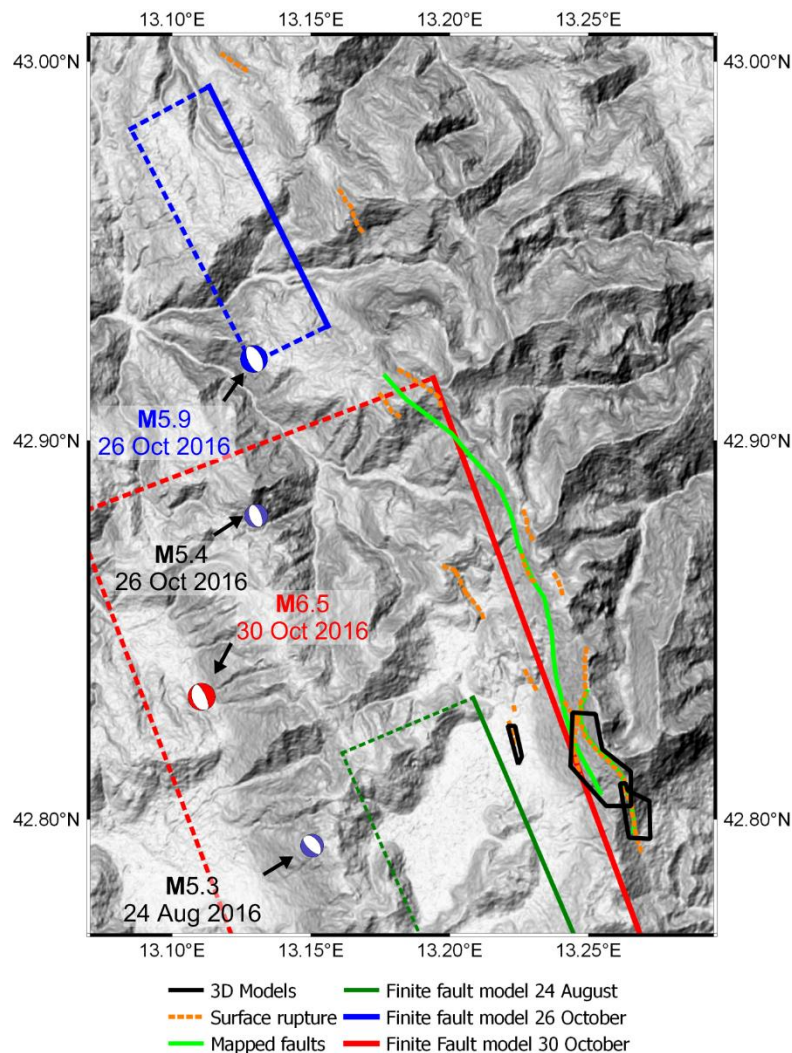 13.10°E 13.15°E 13.20°E 13.25°E
43.00°N 43.00°N
M5.9
26 Oct 2016
42.90°N 42.90°N
M5.4
26 Oct 2016
M6.5
30 Oct 2016
42.80°N 42.80°N
M5.3
24 Aug 2016
13.10°E 13.15°E 13.20°E 13.25°E
3D Models Finite fault model 24 August
Surface rupture Finite fault model 26 October
Mapped faults Finite Fault model 30 October